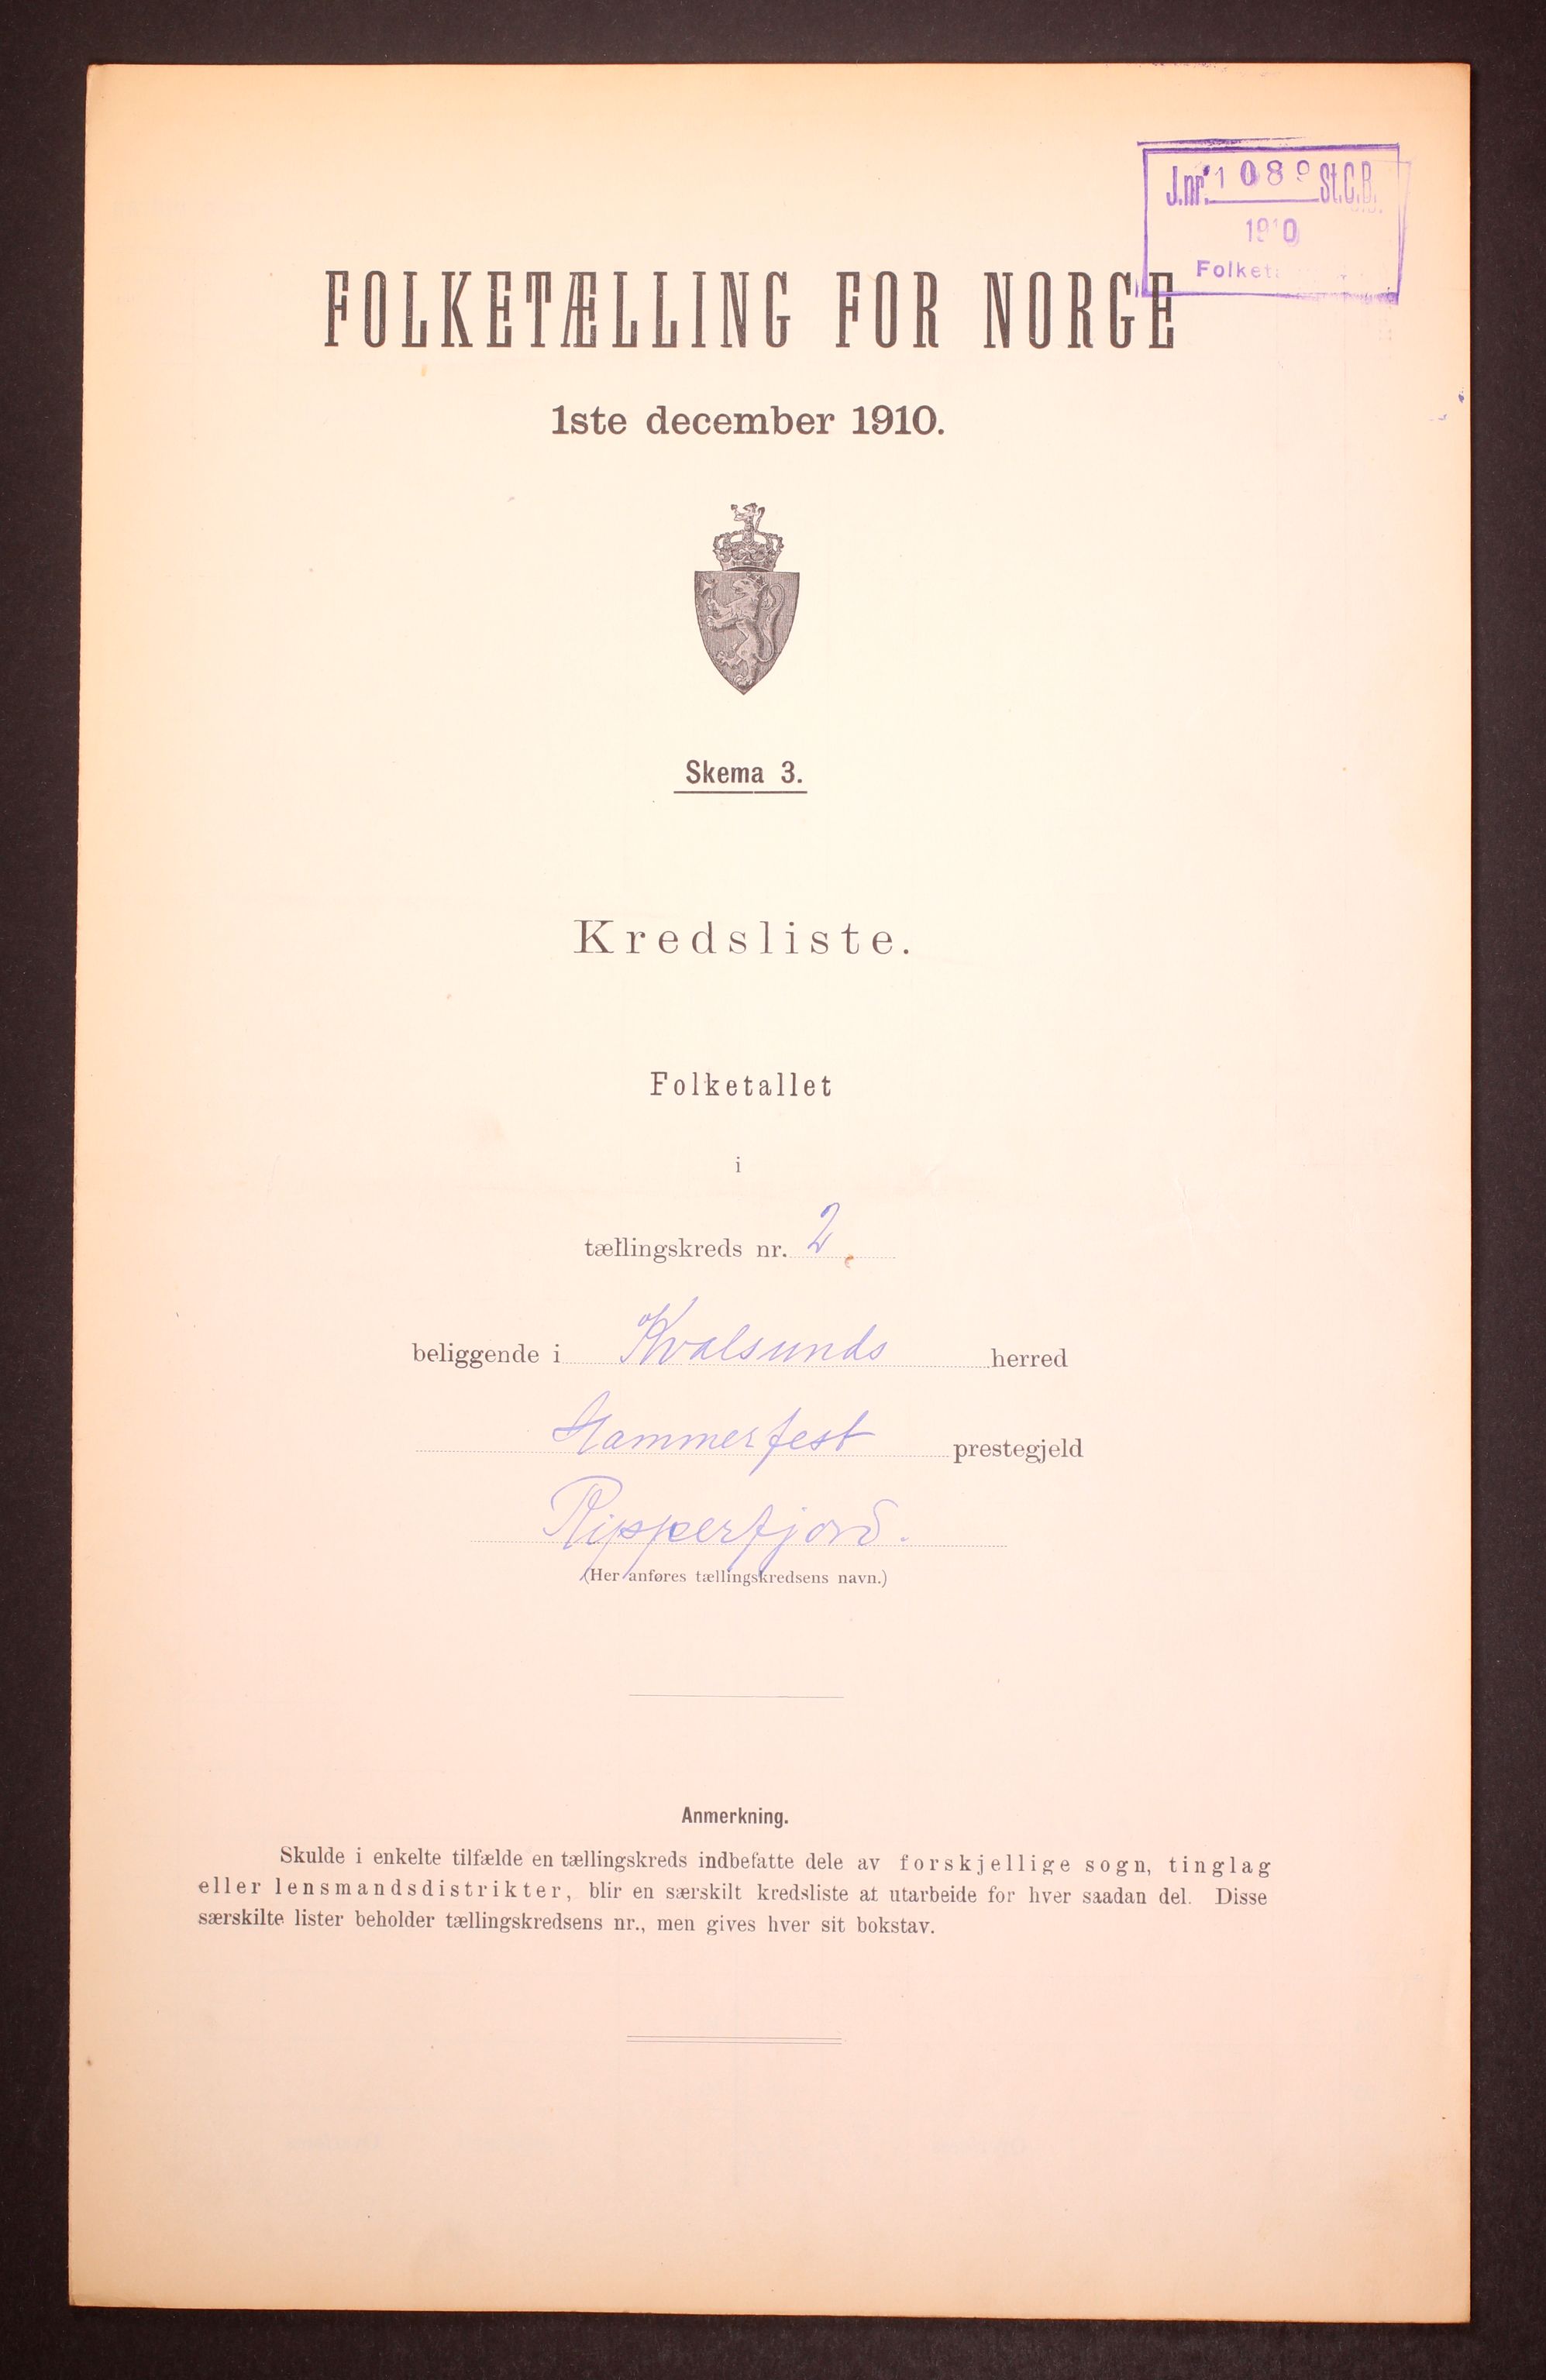 J.nr. 1089 St.C.B.
1910
FOLKETÆLLING FOR NORGE
1ste december 1910.
Skema 3.
Kredsliste.
Folketallet
i
tællingskreds nr. 2.
beliggende i Kvalsunds herred
Hammerfest prestegjeld
Ripperfjord.
(Her anføres tællingskredsens navn.)
Anmerkning.
Skulde i enkelte tilfælde en tællingskreds indbefatte dele av forskjellige sogn, tinglag
eller lensmandsdistrikter, blir en særskilt kredsliste at utarbeide for hver saadan del. Disse
særskilte lister beholder tællingskredsens nr., men gives hver sit bokstav.